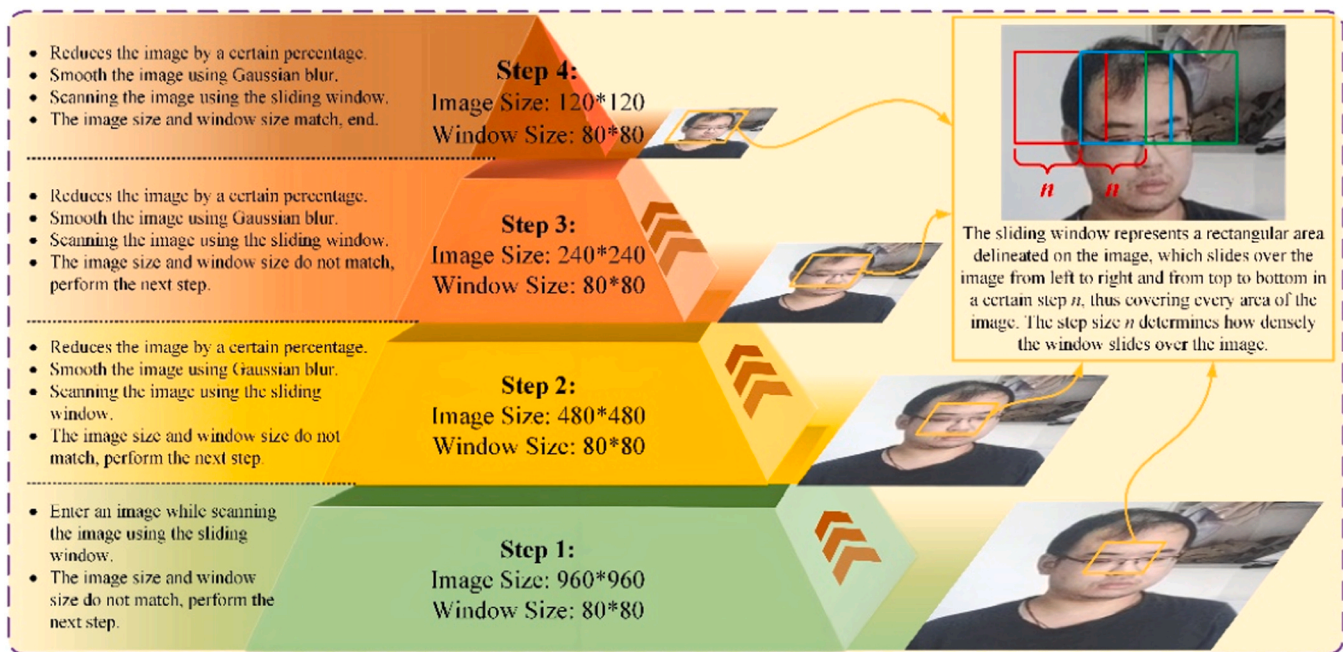 • Reduces the image by a certain percentage.
• Smooth the image using Gaussian blur.
• Scanning the image using the sliding window.
• The image size and window size match, end.
Step 4:
Image Size: 120*120
Window Size: 80*80
• Reduces the image by a certain percentage.
• Smooth the image using Gaussian blur.
• Scanning the image using the sliding window.
• The image size and window size do not match,
perform the next step.
Step 3:
Image Size: 240*240
Window Size: 80*80
• Reduces the image by a certain percentage.
• Smooth the image using Gaussian blur.
• Scanning the image using the sliding
window.
• The image size and window size do not
match, perform the next step.
Step 2:
Image Size: 480*480
Window Size: 80*80
• Enter an image while scanning
the image using the sliding
window.
• The image size and window
size do not match, perform the
next step.
Step 1:
Image Size: 960*960
Window Size: 80*80
n n
The sliding window represents a rectangular area
delineated on the image, which slides over the
image from left to right and from top to bottom in
a certain step n, thus covering every area of the
image. The step size n determines how densely
the window slides over the image.